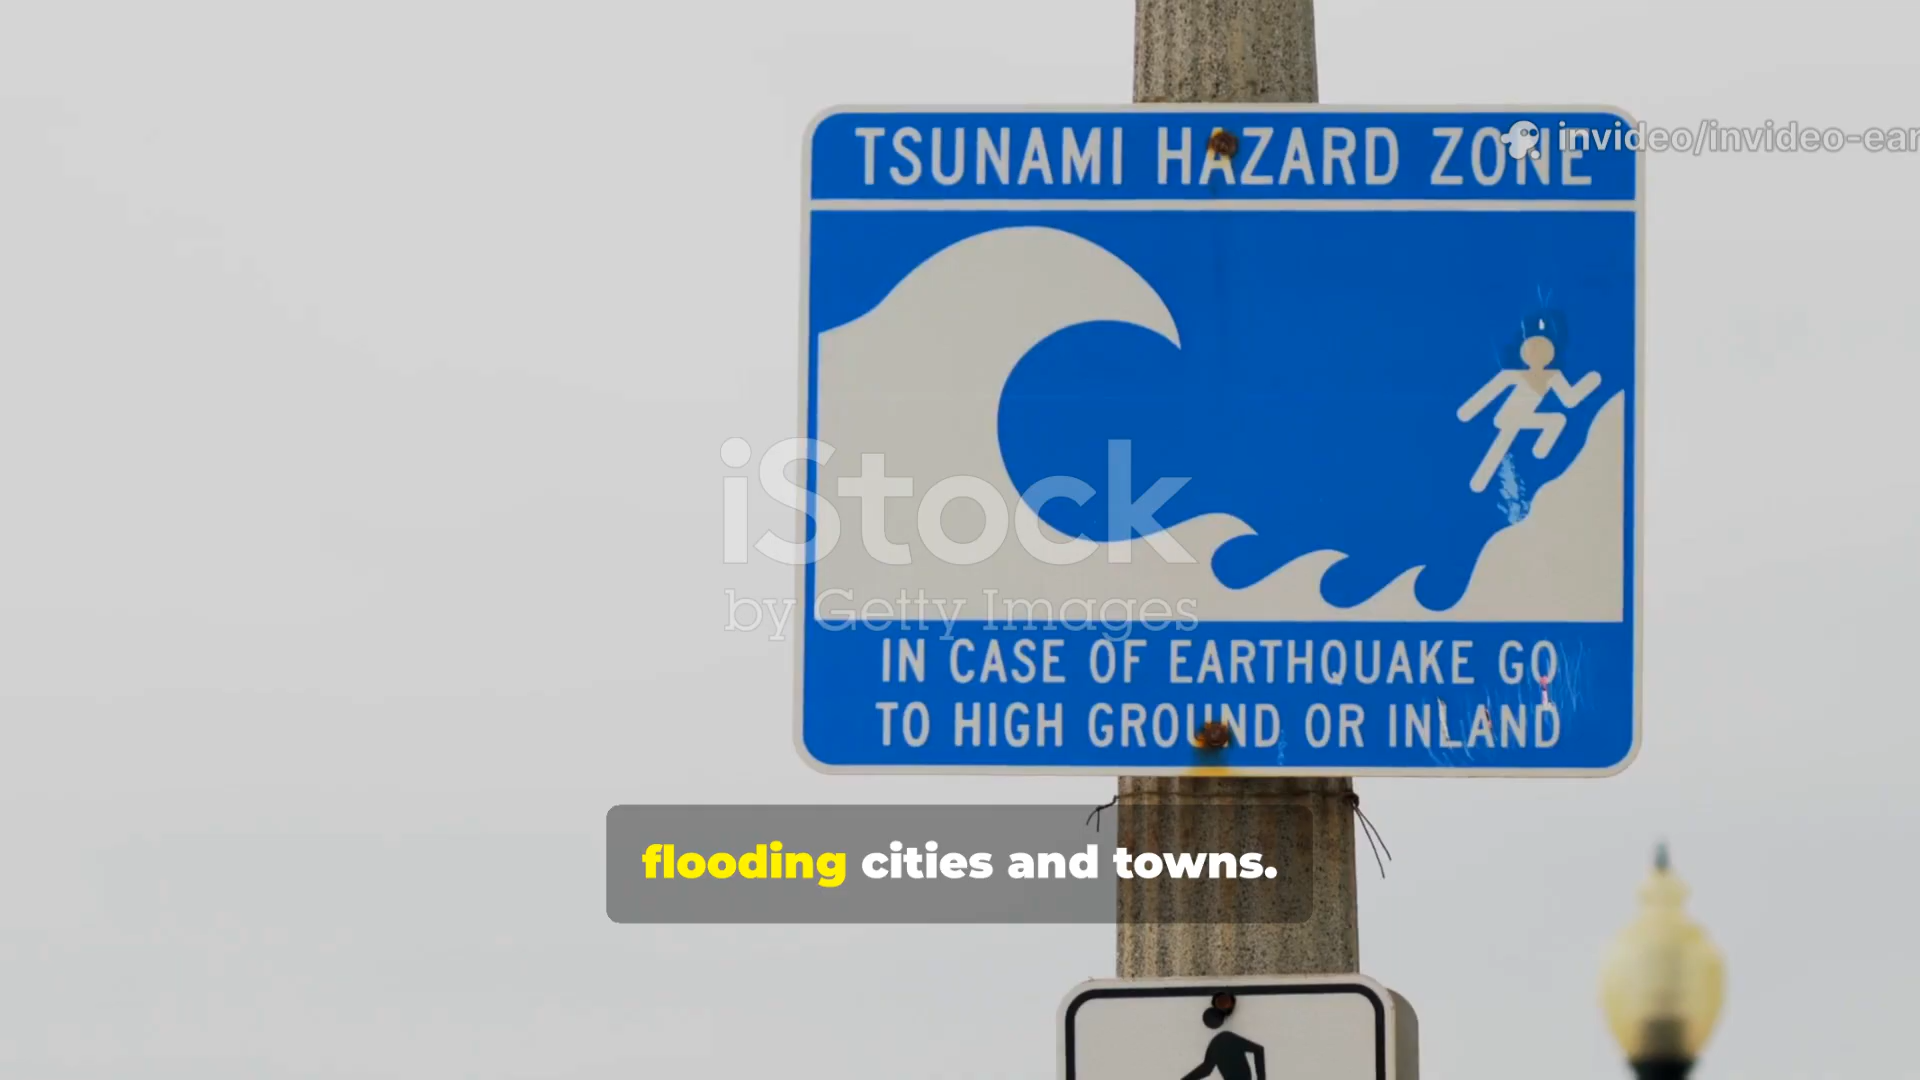 TSUNAMI HAZARD ZONE
invideo/invideo-ear
iStock
by Getty Images
IN CASE OF EARTHQUAKE GO
TO HIGH GROUND OR INLAND
flooding cities and towns.